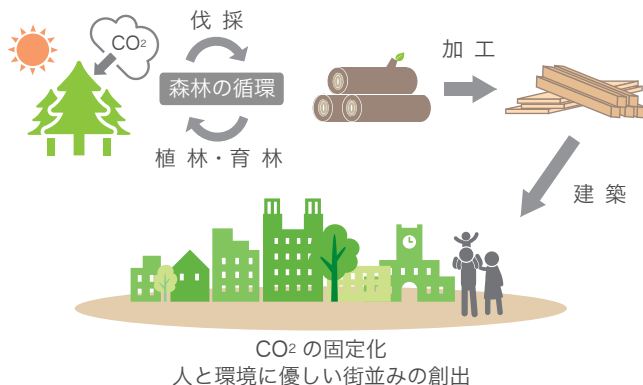 伐 採
CO²
加 工
森林の循環
植 林・育 林
建 築
CO² の固定化
人と環境に優しい街並みの創出